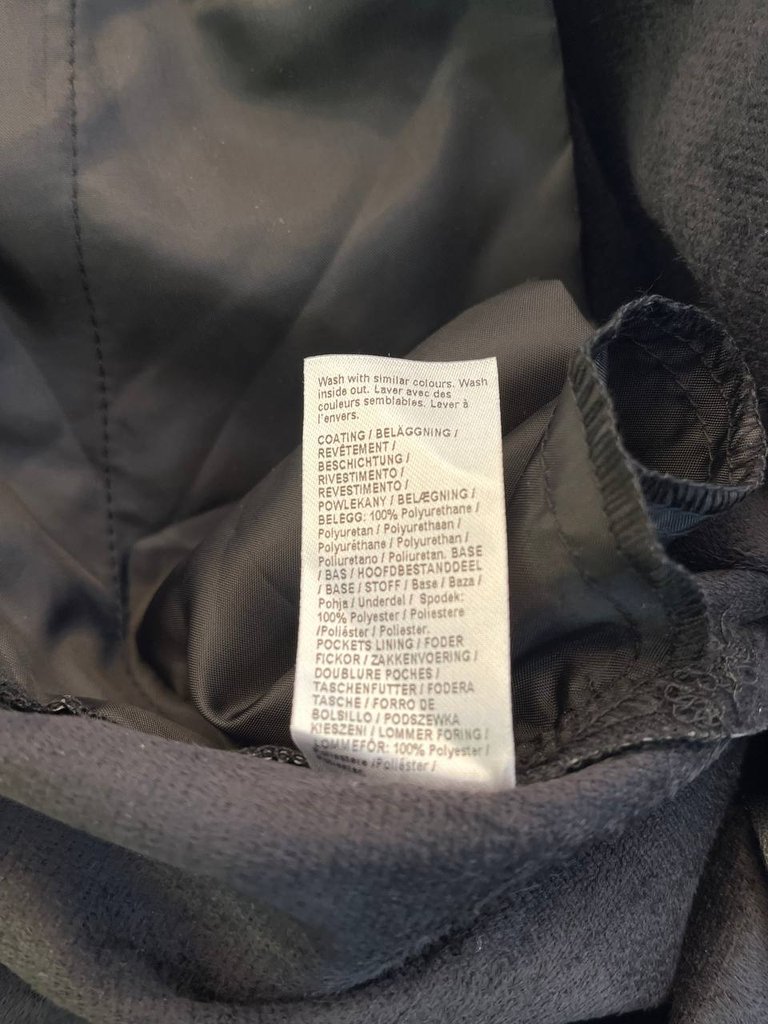 Wash with similar colours. Wash
inside out. Laver avec des
couleurs semblables. Laver à
l'envers.
COATING / BELÄGGNING /
REVÊTEMENT /
BESCHICHTUNG /
RIVESTIMENTO /
REVESTIMENTO /
POWLEKANY / BELÆGNING /
BELEGG: 100% Polyurethane /
Polyuretan / Polyurethaan /
Polyuréthane / Polyurethan /
Poliuretano / Poliuretan. BASE
/ BAS / HOOFDBESTANDDEEL
/ BASE / STOFF / Base / Baza /
Pohja / Underdel / Spodek:
100% Polyester / Poliestere
/Poliéster / Poliester.
POCKETS LINING / FODER
FICKOR / ZAKKENVOERING /
DOUBLURE POCHES /
TASCHENFUTTER / FODERA
TASCHE / FORRO DE
BOLSILLO / PODSZEWKA
KIESZENI / LOMMER FORING /
LOMMEFÔR: 100% Polyester /
/Poliéster /